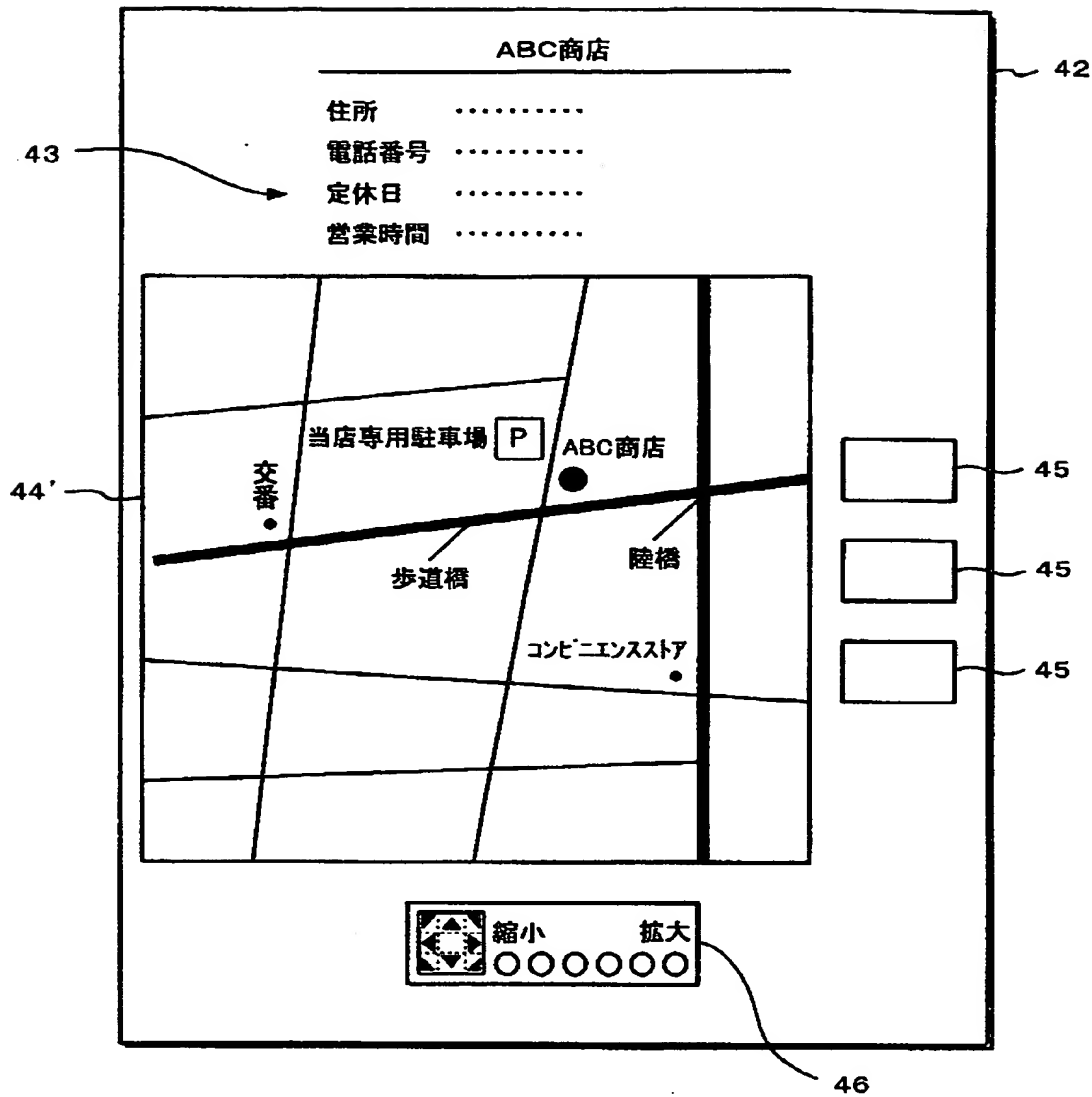 ABC商店
42
住所 ‥‥‥‥‥
電話番号 ‥‥‥‥‥
43
定休日 ‥‥‥‥‥
営業時間 ‥‥‥‥‥
当店専用駐車場 P
ABC商店
交番
44'
45
歩道橋
陸橋
45
コンビニエンスストア
45
縮小 拡大
46